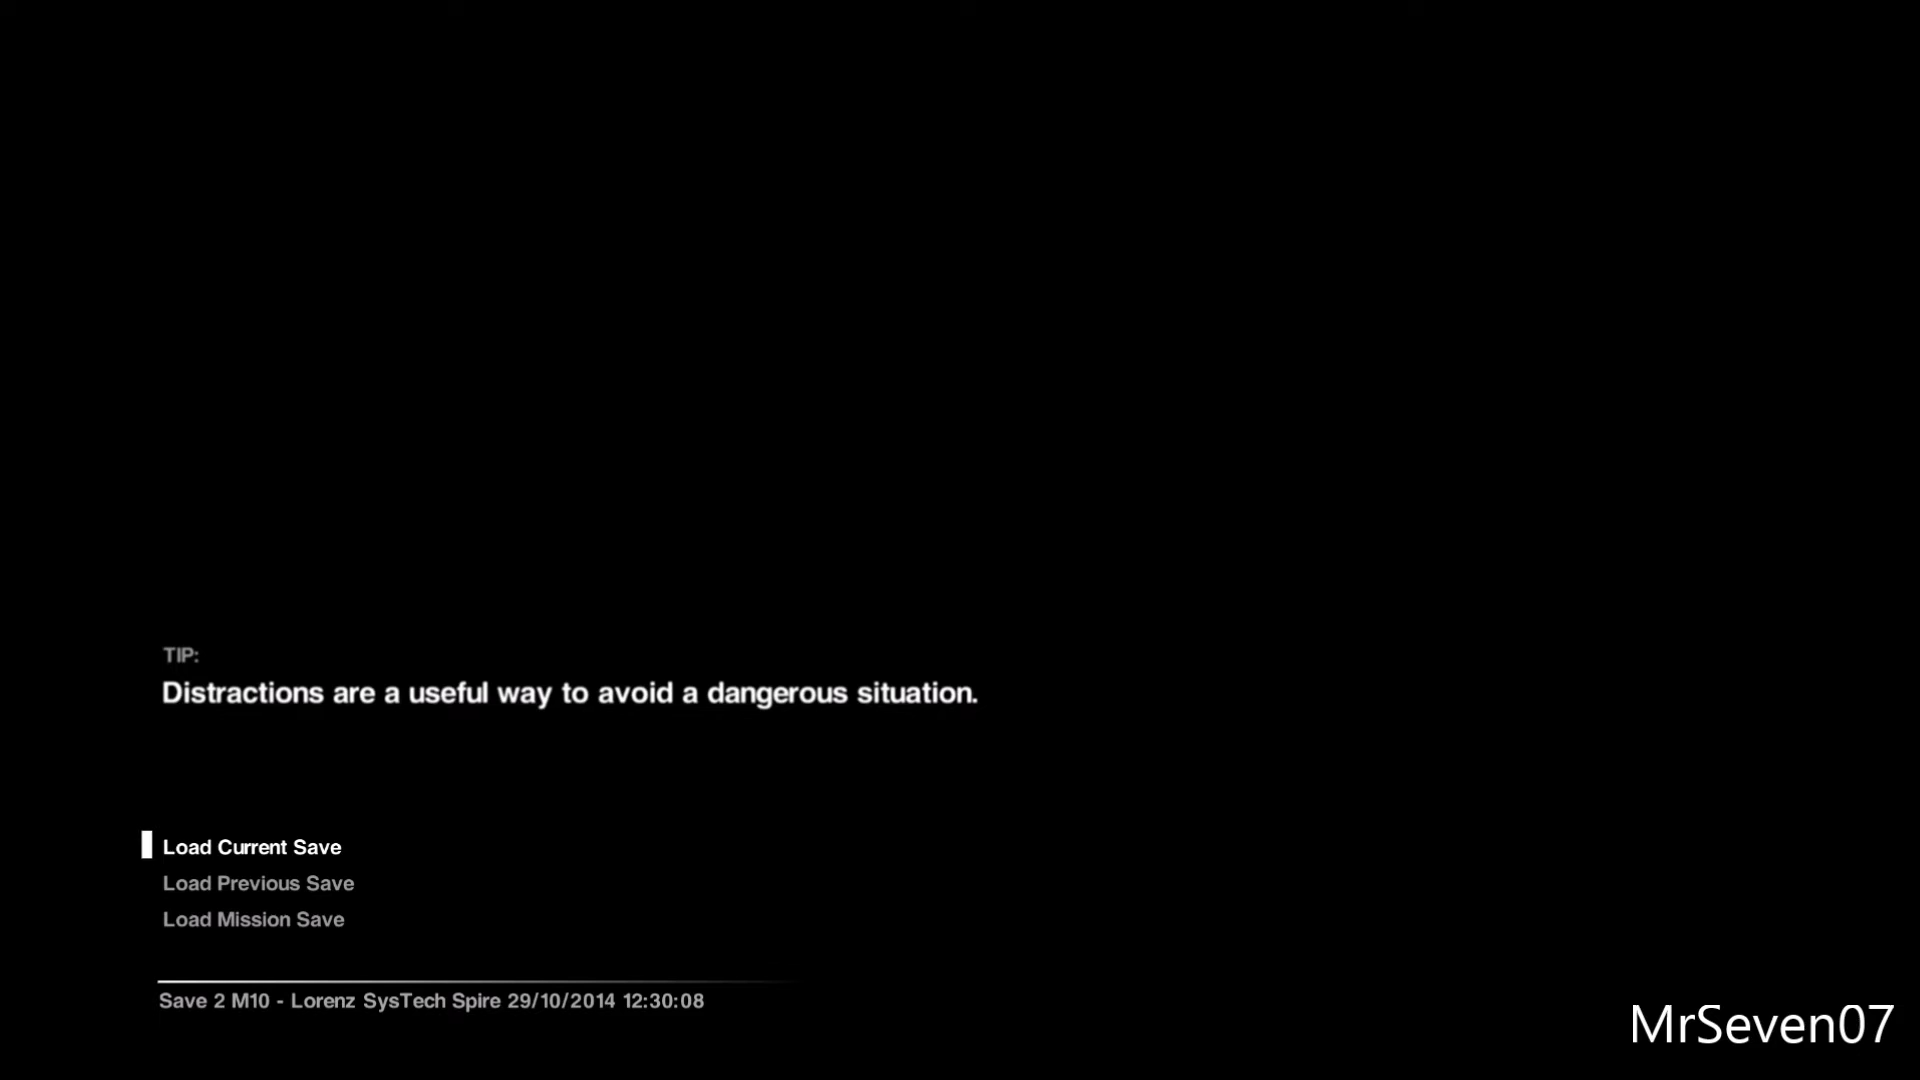 TIP:
Distractions are a useful way to avoid a dangerous situation.
Load Current Save
Load Previous Save
Load Mission Save
Save 2 M10 - Lorenz SysTech Spire 29/10/2014 12:30:08
MrSeven07